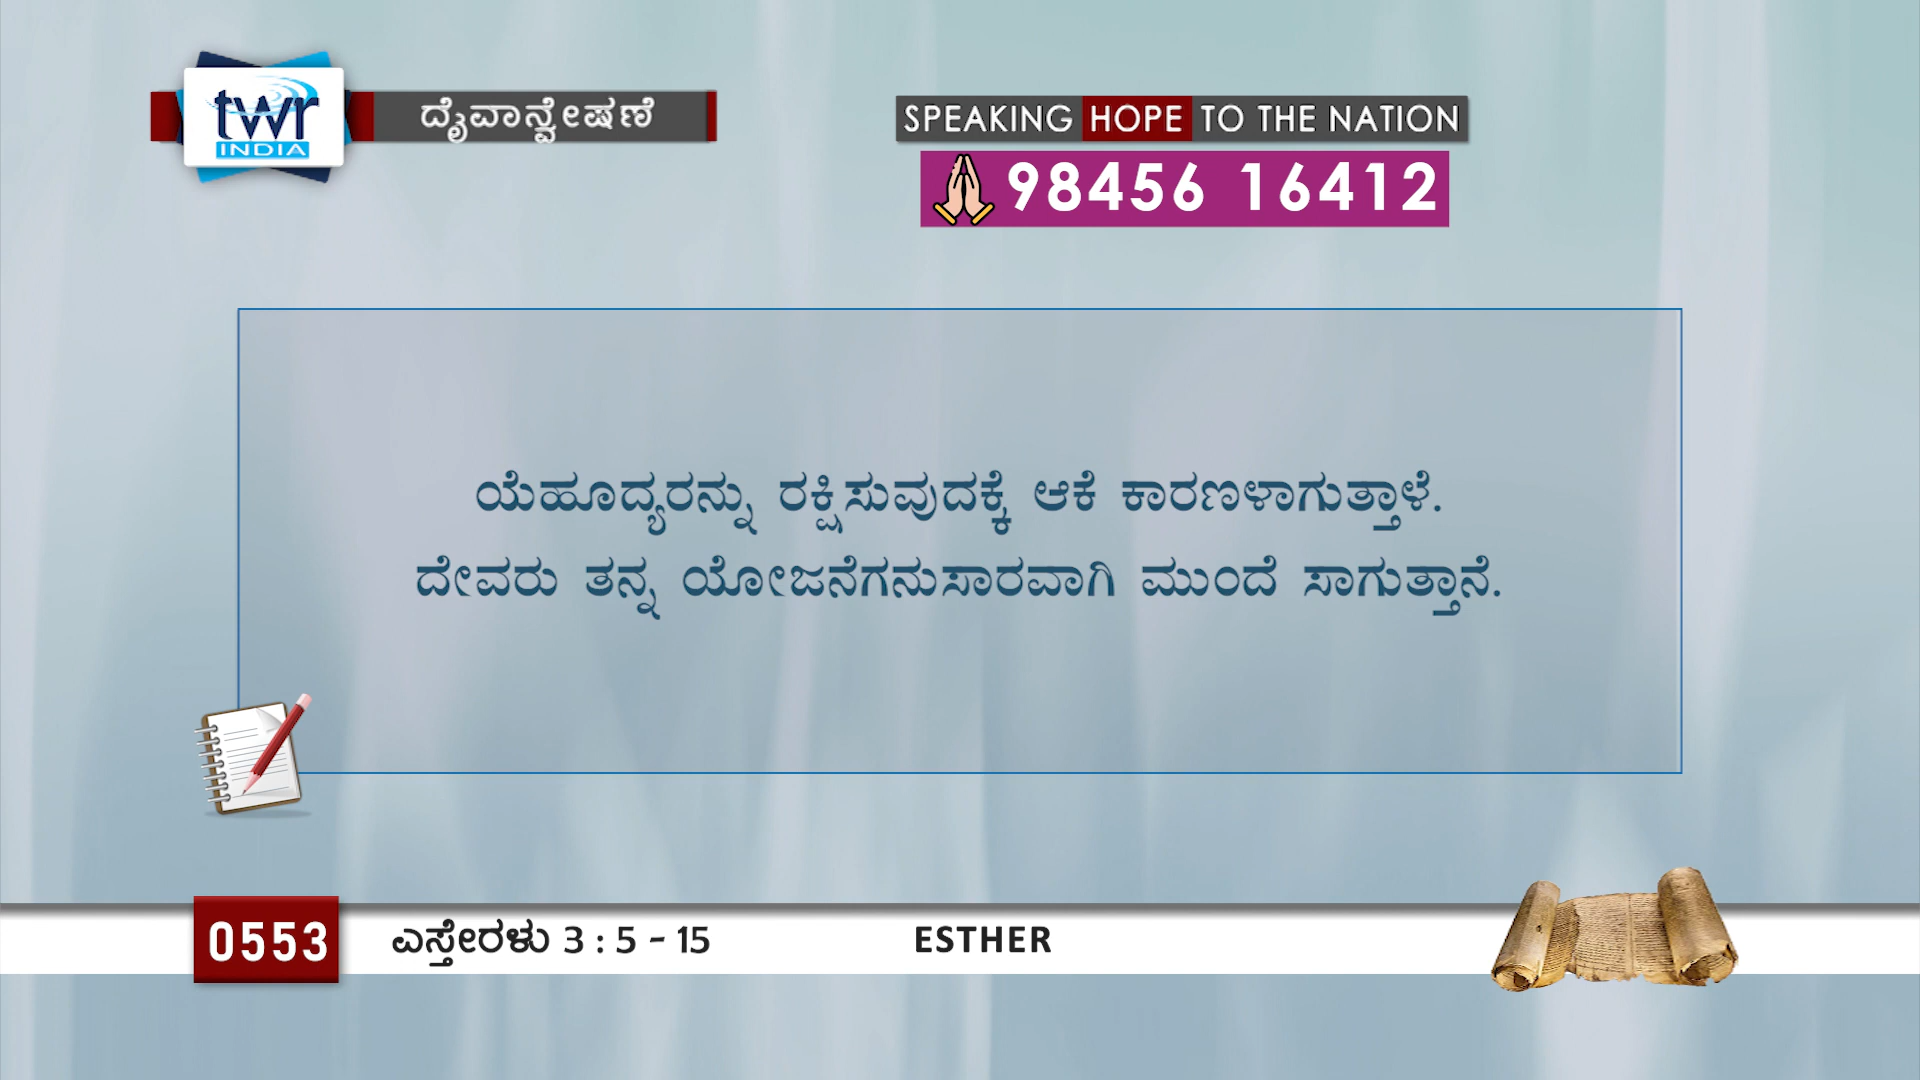 twr
INDIA
ದೈವಾನ್ವೇಷಣೆ
SPEAKING HOPE TO THE NATION
98456 16412
ಯೆಹೂದ್ಯರನ್ನು ರಕ್ಷಿಸುವುದಕ್ಕೆ ಆಕೆ ಕಾರಣಳಾಗುತ್ತಾಳೆ.
ದೇವರು ತನ್ನ ಯೋಜನೆಗನುಸಾರವಾಗಿ ಮುಂದೆ ಸಾಗುತ್ತಾನೆ.
0553 ಎಸ್ತೇರಳು 3 : 5 - 15 ESTHER